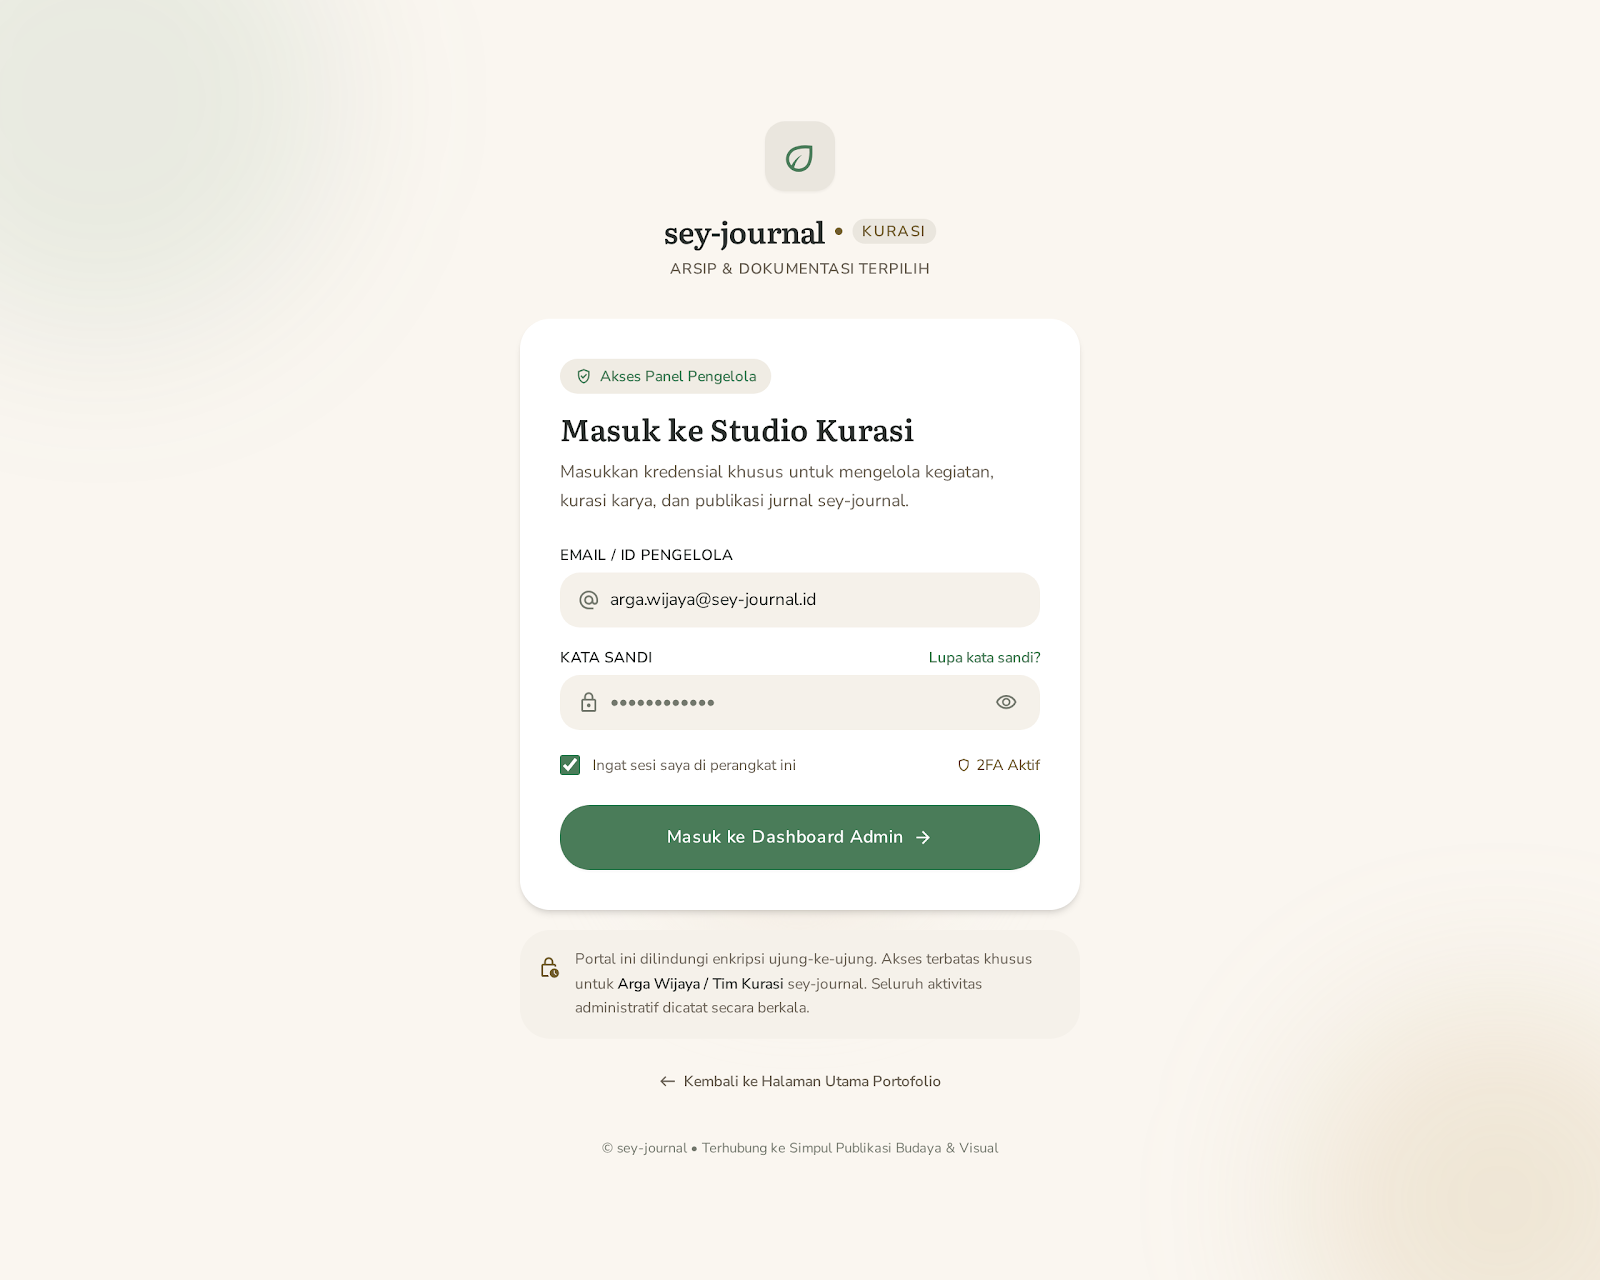 sey-journal • KURASI
ARSIP & DOKUMENTASI TERPILIH
Akses Panel Pengelola
Masuk ke Studio Kurasi
Masukkan kredensial khusus untuk mengelola kegiatan,
kurasi karya, dan publikasi jurnal sey-journal.
EMAIL / ID PENGELOLA
arga.wijaya@sey-journal.id
KATA SANDI
Lupa kata sandi?
••••••••••••
Ingat sesi saya di perangkat ini
2FA Aktif
Masuk ke Dashboard Admin →
Portal ini dilindungi enkripsi ujung-ke-ujung. Akses terbatas khusus
untuk Arga Wijaya / Tim Kurasi sey-journal. Seluruh aktivitas
administratif dicatat secara berkala.
← Kembali ke Halaman Utama Portofolio
© sey-journal • Terhubung ke Simpul Publikasi Budaya & Visual